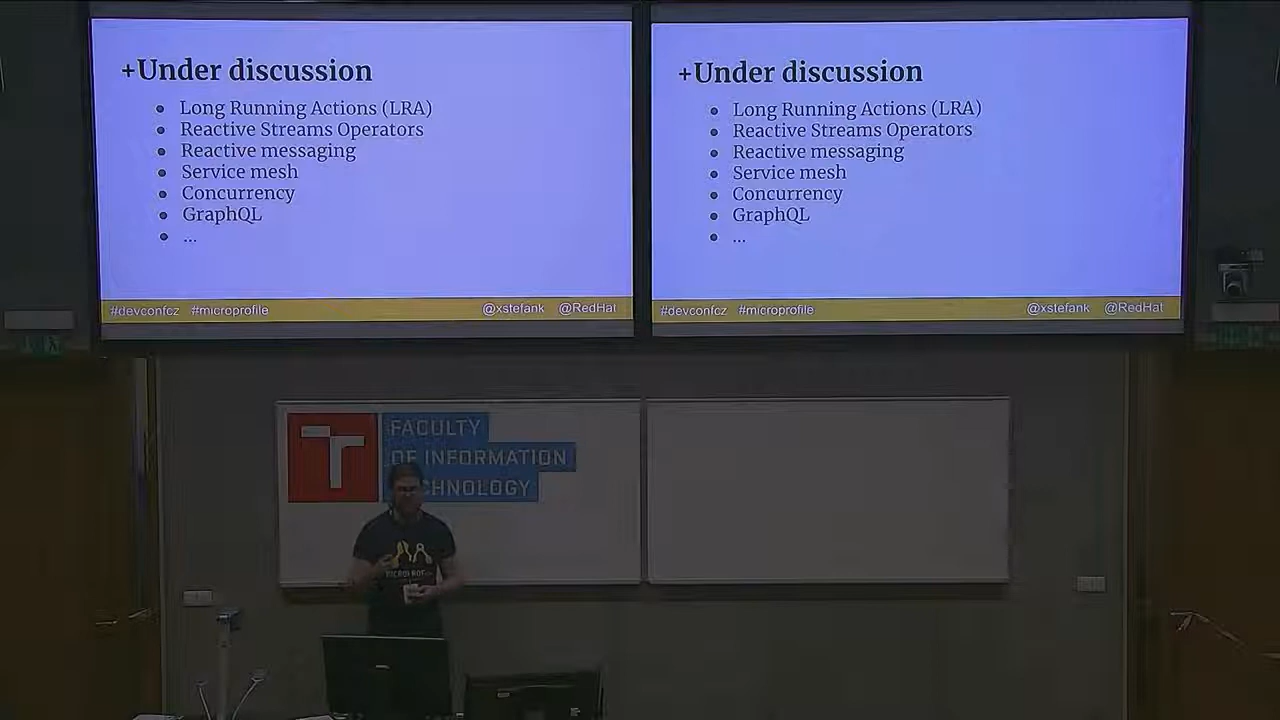 +Under discussion
Long Running Actions (LRA)
Reactive Streams Operators
Reactive messaging
Service mesh
Concurrency
GraphQL
...
#devconfcz #microprofile @xstefank @RedHat
+Under discussion
Long Running Actions (LRA)
Reactive Streams Operators
Reactive messaging
Service mesh
Concurrency
GraphQL
...
#devconfcz #microprofile @xstefank @RedHat
T FACULTY
OF INFORMATION
CHNOLOGY